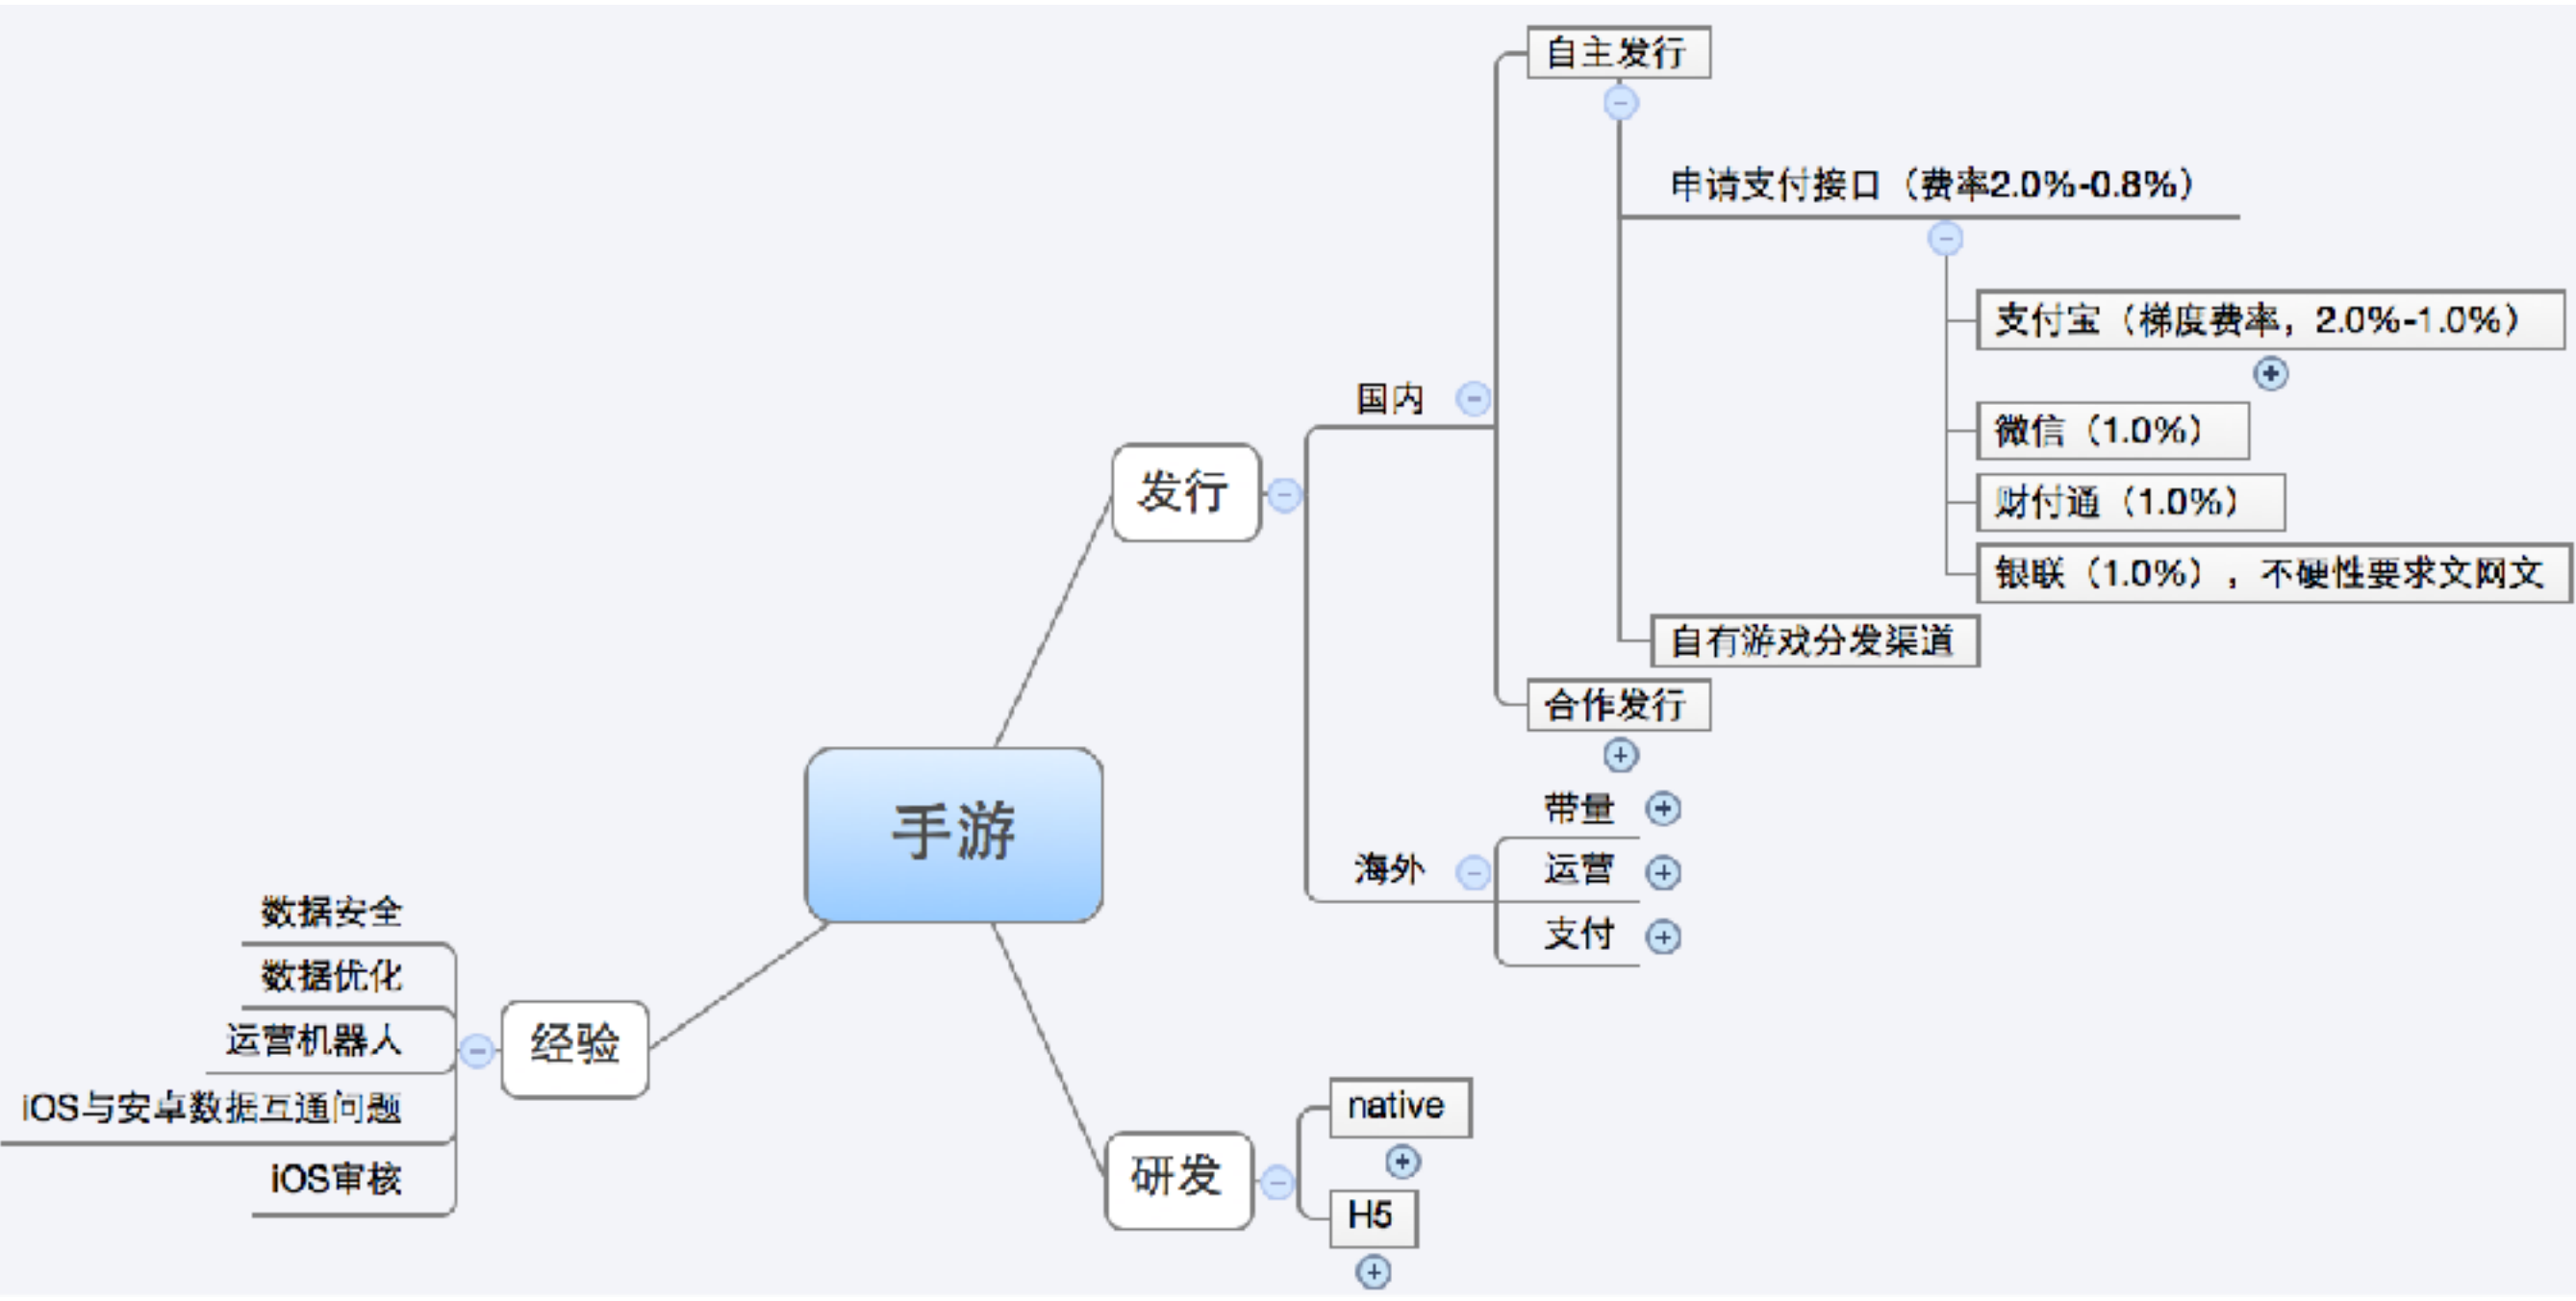 手游
发行
国内
自主发行
申请支付接口（费率2.0%-0.8%）
支付宝（梯度费率，2.0%-1.0%）
微信（1.0%）
财付通（1.0%）
银联（1.0%），不硬性要求文网文
自有游戏分发渠道
合作发行
海外
带量
运营
支付
研发
native
H5
经验
数据安全
数据优化
运营机器人
iOS与安卓数据互通问题
iOS审核